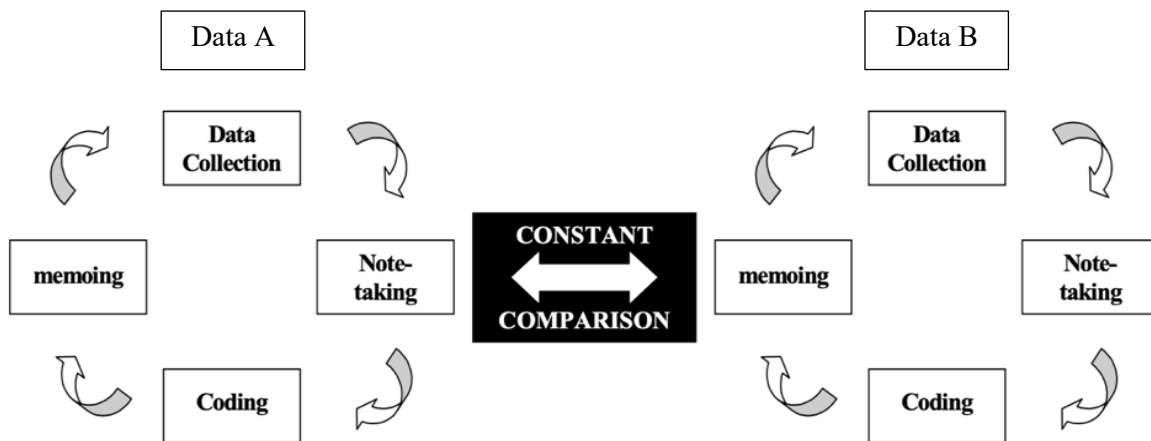 Data A
Data B
Data
Collection
Data
Collection
memoing
Note-
taking
CONSTANT
COMPARISON
memoing
Note-
taking
Coding
Coding